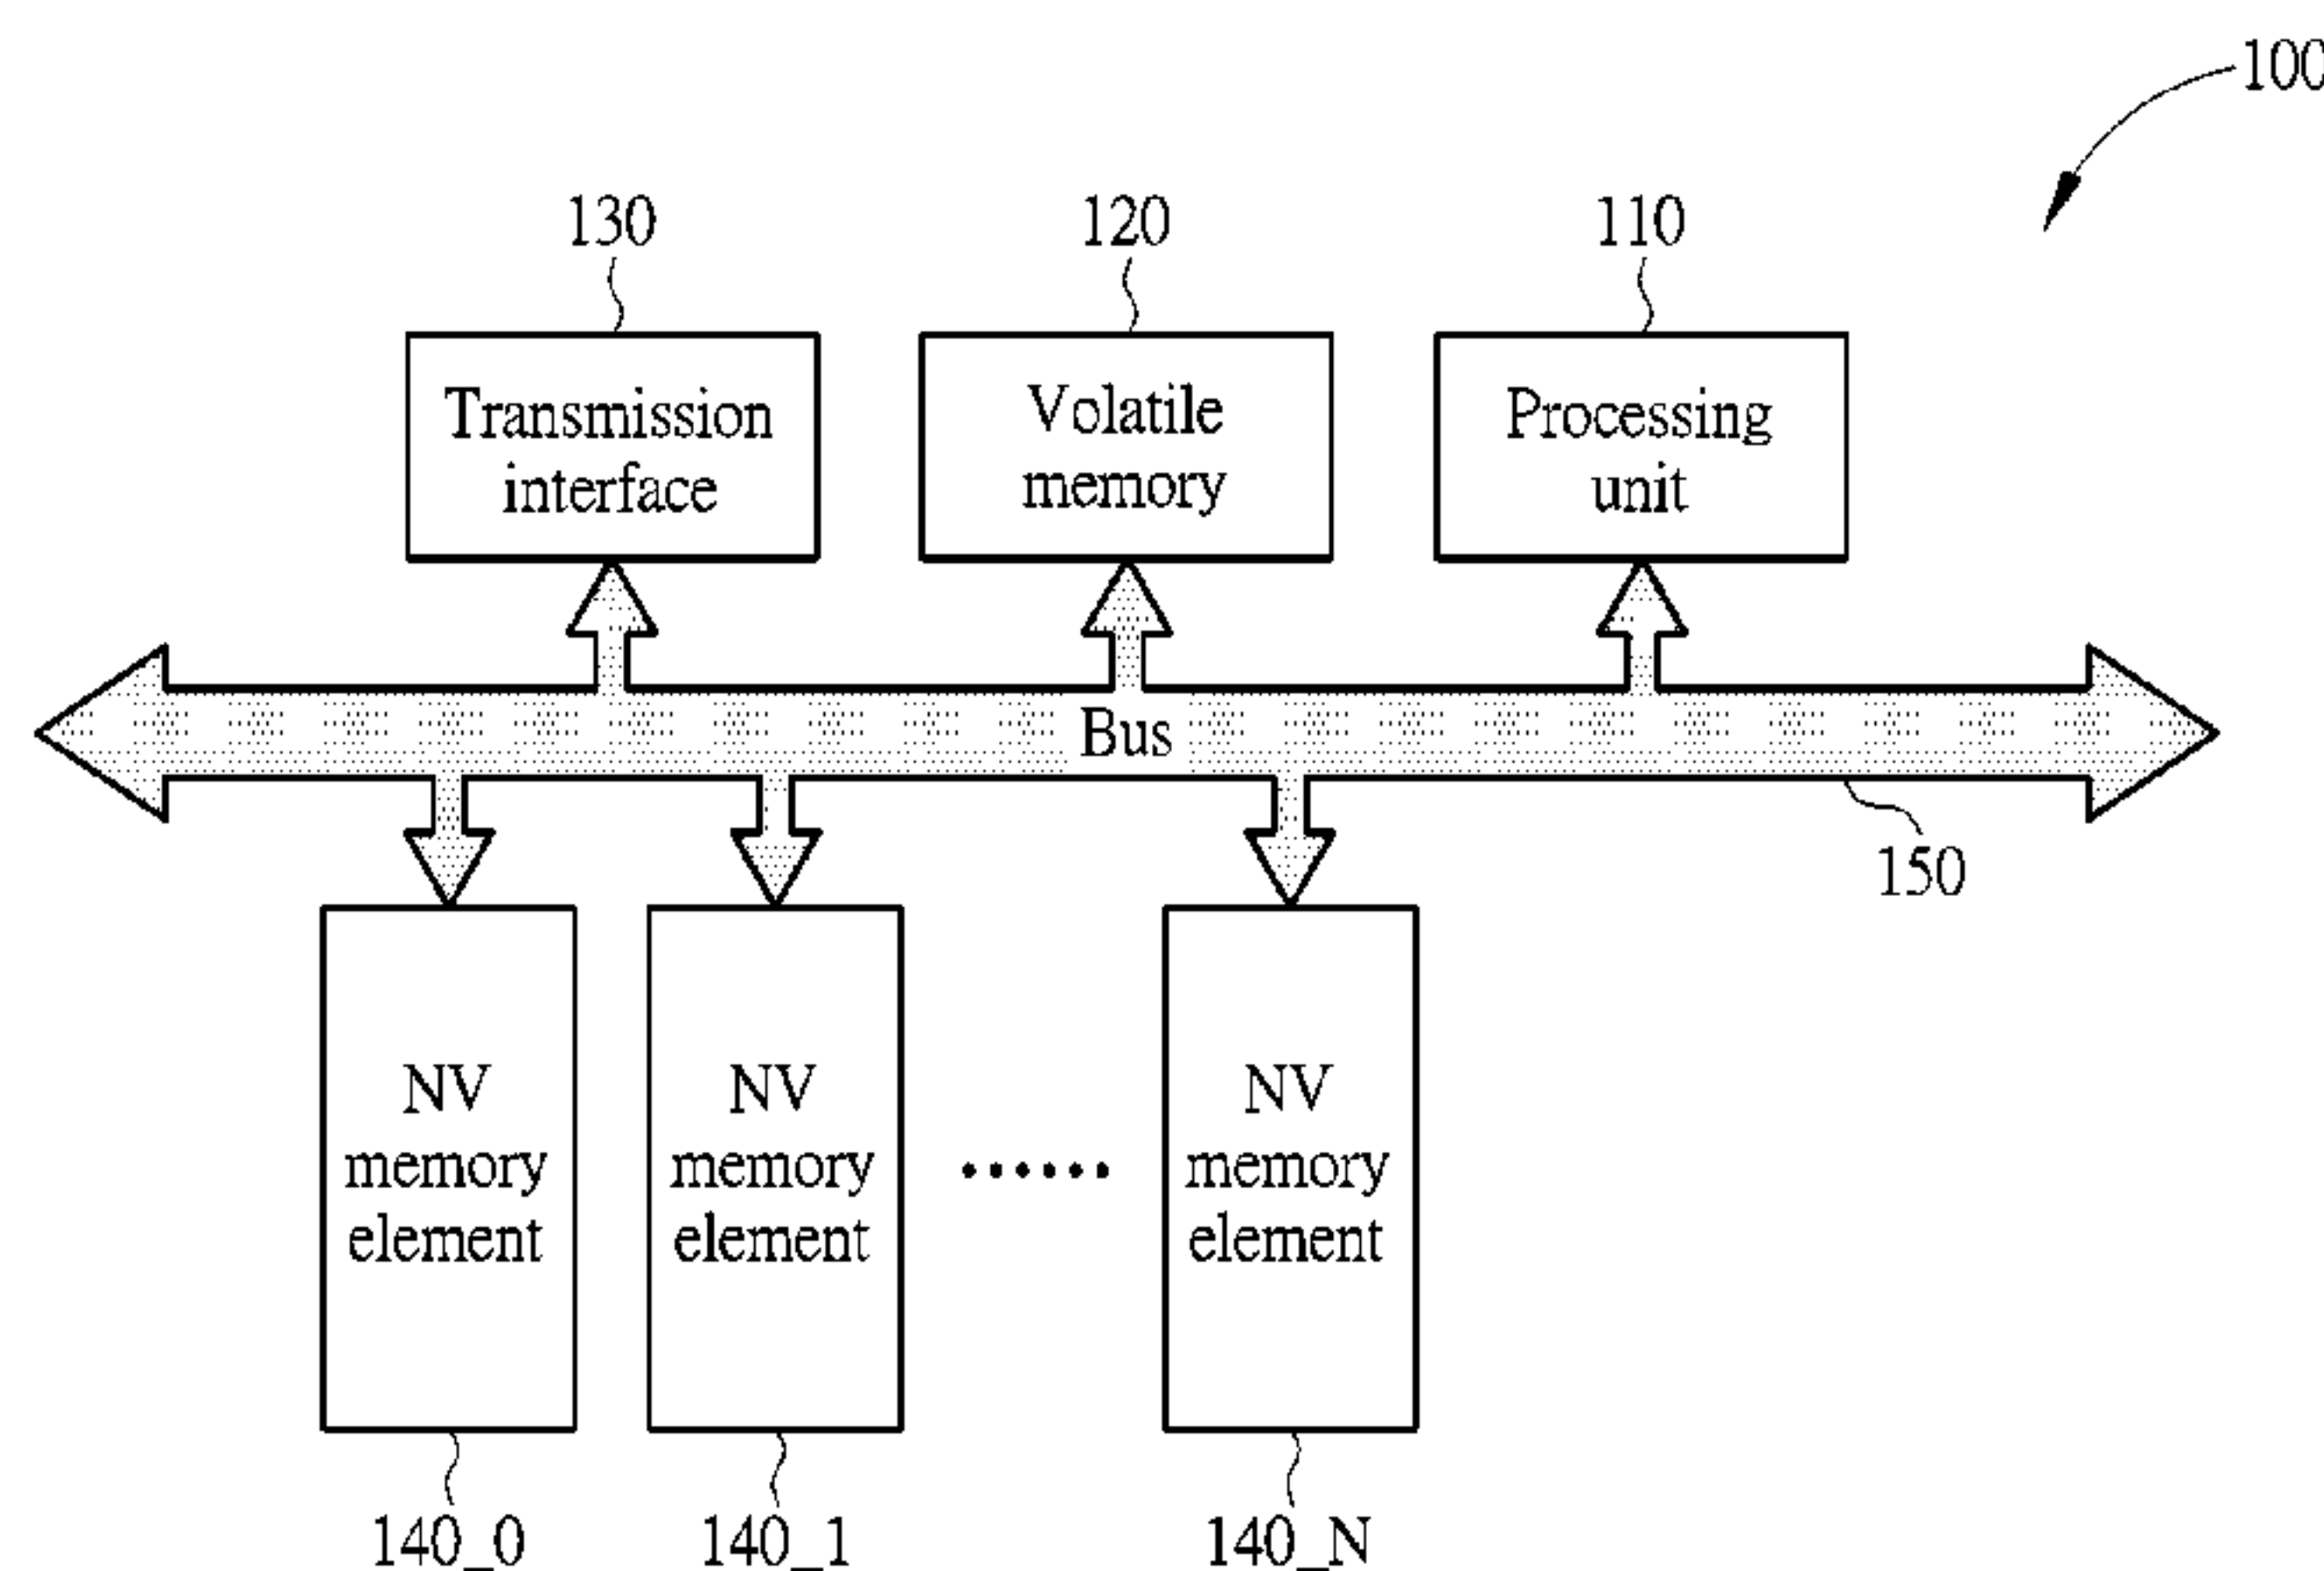 100
130
120
110
Transmission
interface
Volatile
memory
Processing
unit
Bus
150
NV
memory
element
NV
memory
element
......
NV
memory
element
140_0
140_1
140_N